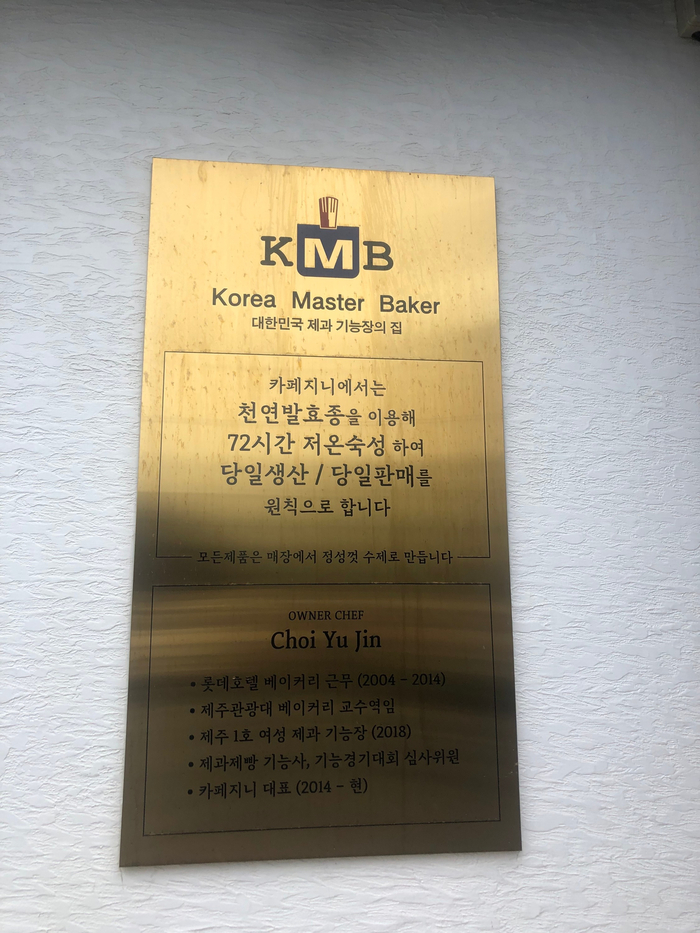 KMB
Korea Master Baker
대한민국 제과 기능장의 집
카페지니에서는
천연발효종을 이용해
72시간 저온숙성 하여
당일생산 / 당일판매를
원칙으로 합니다
모든제품은 매장에서 정성껏 수제로 만듭니다
OWNER CHEF
Choi Yu Jin
• 롯데호텔 베이커리 근무 (2004 - 2014)
• 제주관광대 베이커리 교수역임
• 제주 1호 여성 제과 기능장 (2018)
• 제과제빵 기능사, 기능경기대회 심사위원
• 카페지니 대표 (2014 - 현)